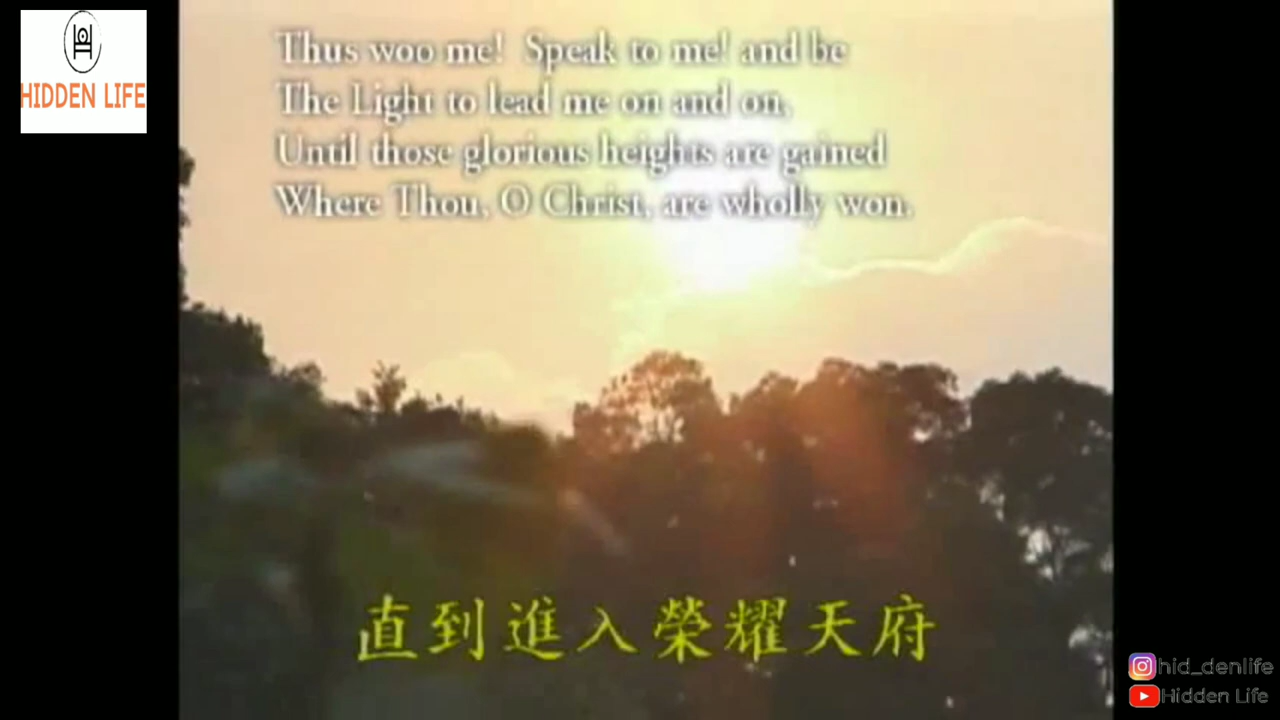 HIDDEN LIFE
Thus woo me! Speak to me! and be
The Light to lead me on and on,
Until those glorious heights are gained
Where Thou, O Christ, are wholly won.
直到進入榮耀天府
hid_denlife
Hidden Life